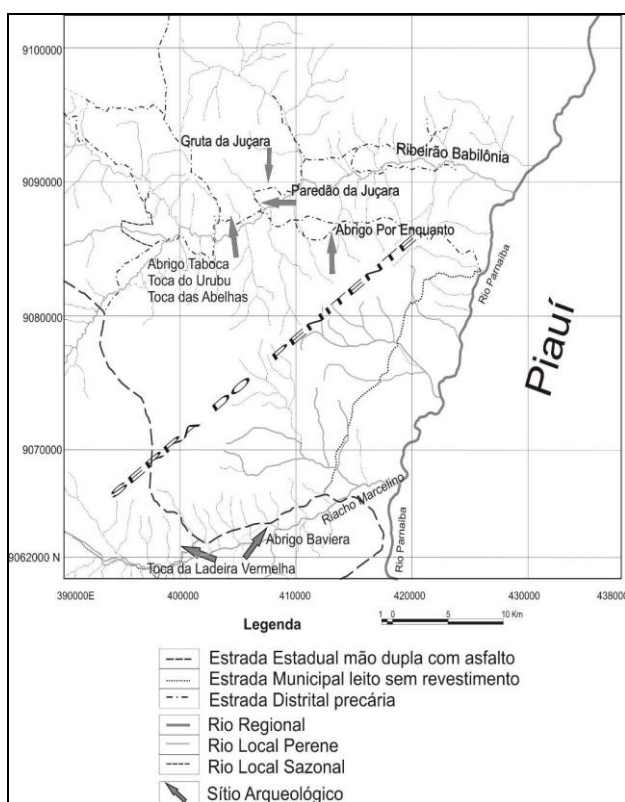 9100000
Gruta da Juçara
Ribeirão Babilônia
9090000
Paredão da Juçara
Abrigo Por Enquanto
Abrigo Taboca
Toca do Urubu
Toca das Abelhas
Rio Parnaíba
9080000
Piauí
SERRA DO PENITENTE
9070000
Riacho Marcelino
Abrigo Baviera
9062000 N
Toca da Ladeira Vermelha
Rio Parnaíba
390000E 400000 410000 420000 430000 438000
Legenda
1 0 5 10 Km
Estrada Estadual mão dupla com asfalto
Estrada Municipal leito sem revestimento
Estrada Distrital precária
Rio Regional
Rio Local Perene
Rio Local Sazonal
Sítio Arqueológico